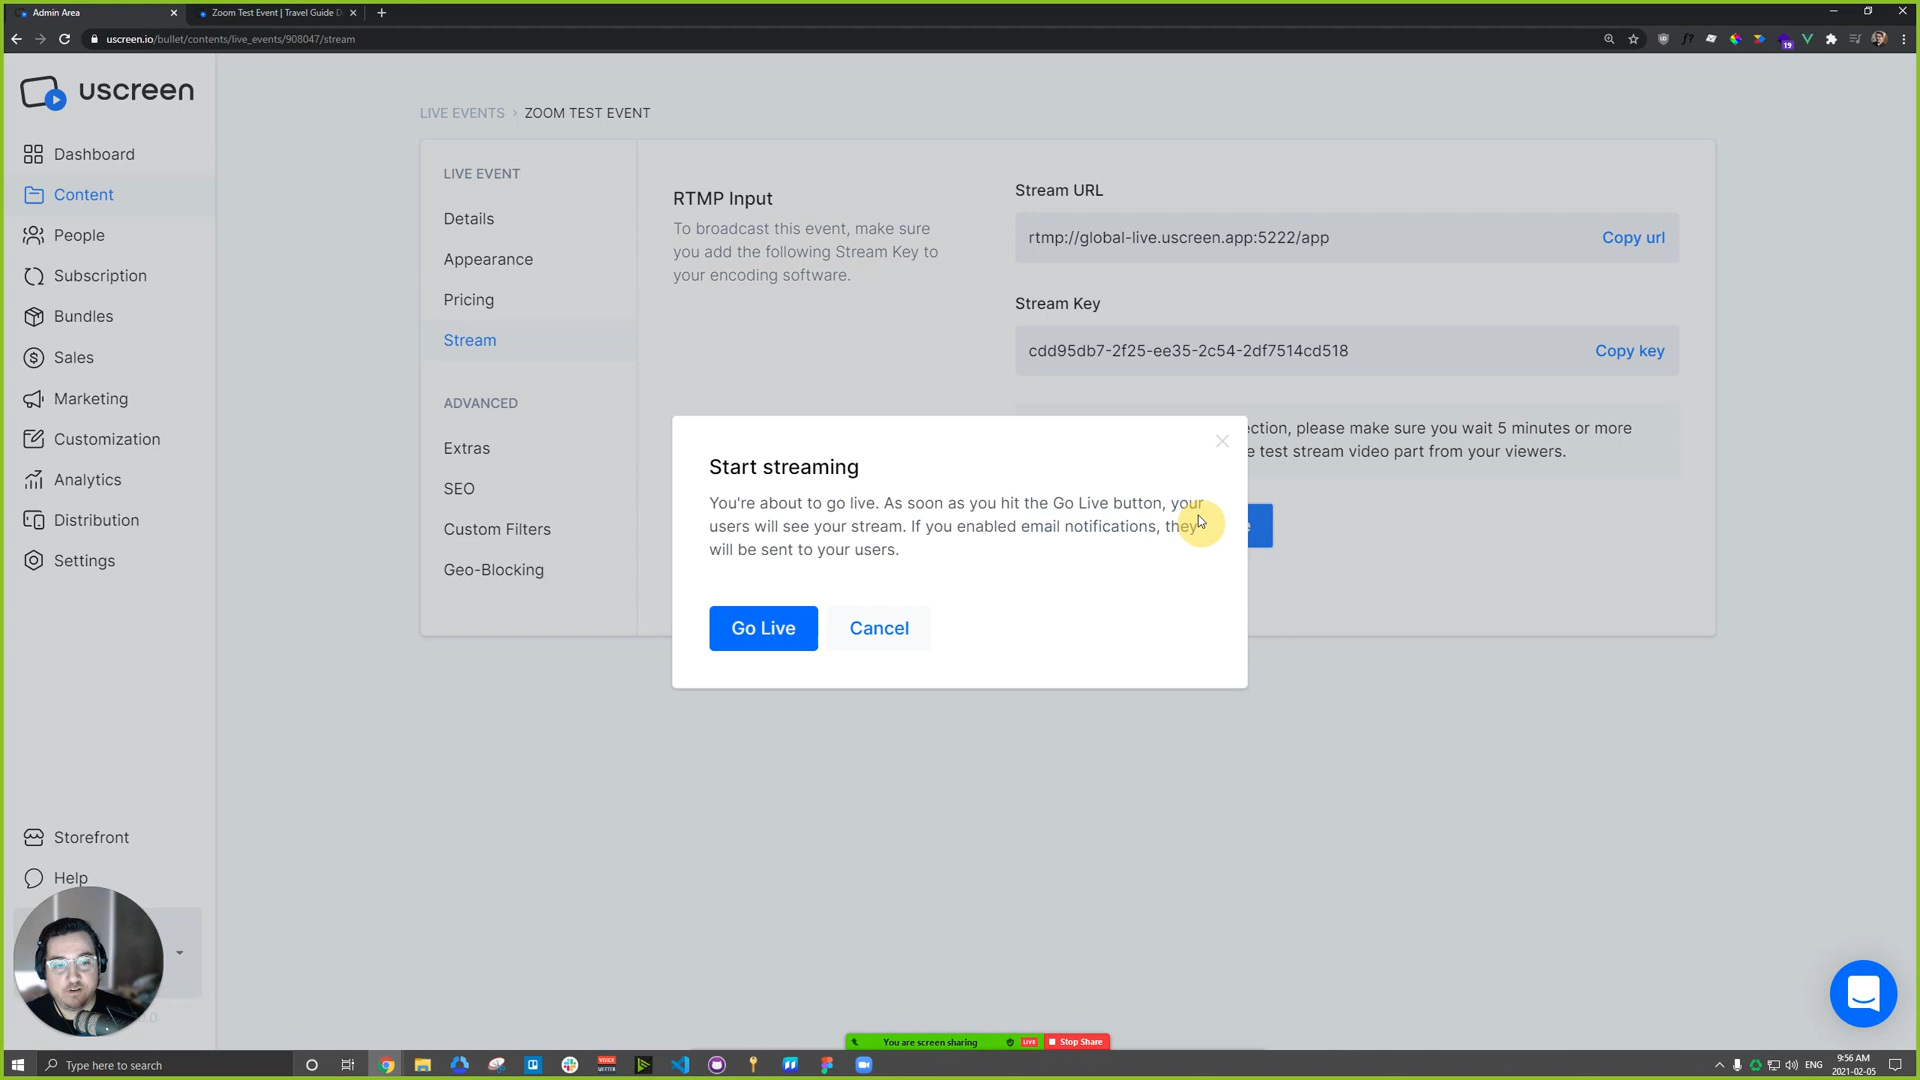 Admin Area
Zoom Test Event | Travel Guide D
uscreen.io/bullet/contents/live_events/908047/stream
19
uscreen
LIVE EVENTS › ZOOM TEST EVENT
Dashboard
Content
People
Subscription
Bundles
Sales
Marketing
Customization
Analytics
Distribution
Settings
Storefront
Help
LIVE EVENT
Details
Appearance
Pricing
Stream
ADVANCED
Extras
SEO
Custom Filters
Geo-Blocking
RTMP Input
To broadcast this event, make sure
you add the following Stream Key to
your encoding software.
Stream URL
rtmp://global-live.uscreen.app:5222/app
Copy url
Stream Key
cdd95db7-2f25-ee35-2c54-2df7514cd518
Copy key
ection, please make sure you wait 5 minutes or more
e test stream video part from your viewers.
Start streaming
You're about to go live. As soon as you hit the Go Live button, your
users will see your stream. If you enabled email notifications, they
will be sent to your users.
Go Live
Cancel
You are screen sharing
LIVE
Stop Share
Type here to search
ENG
9:56 AM
2021-02-05